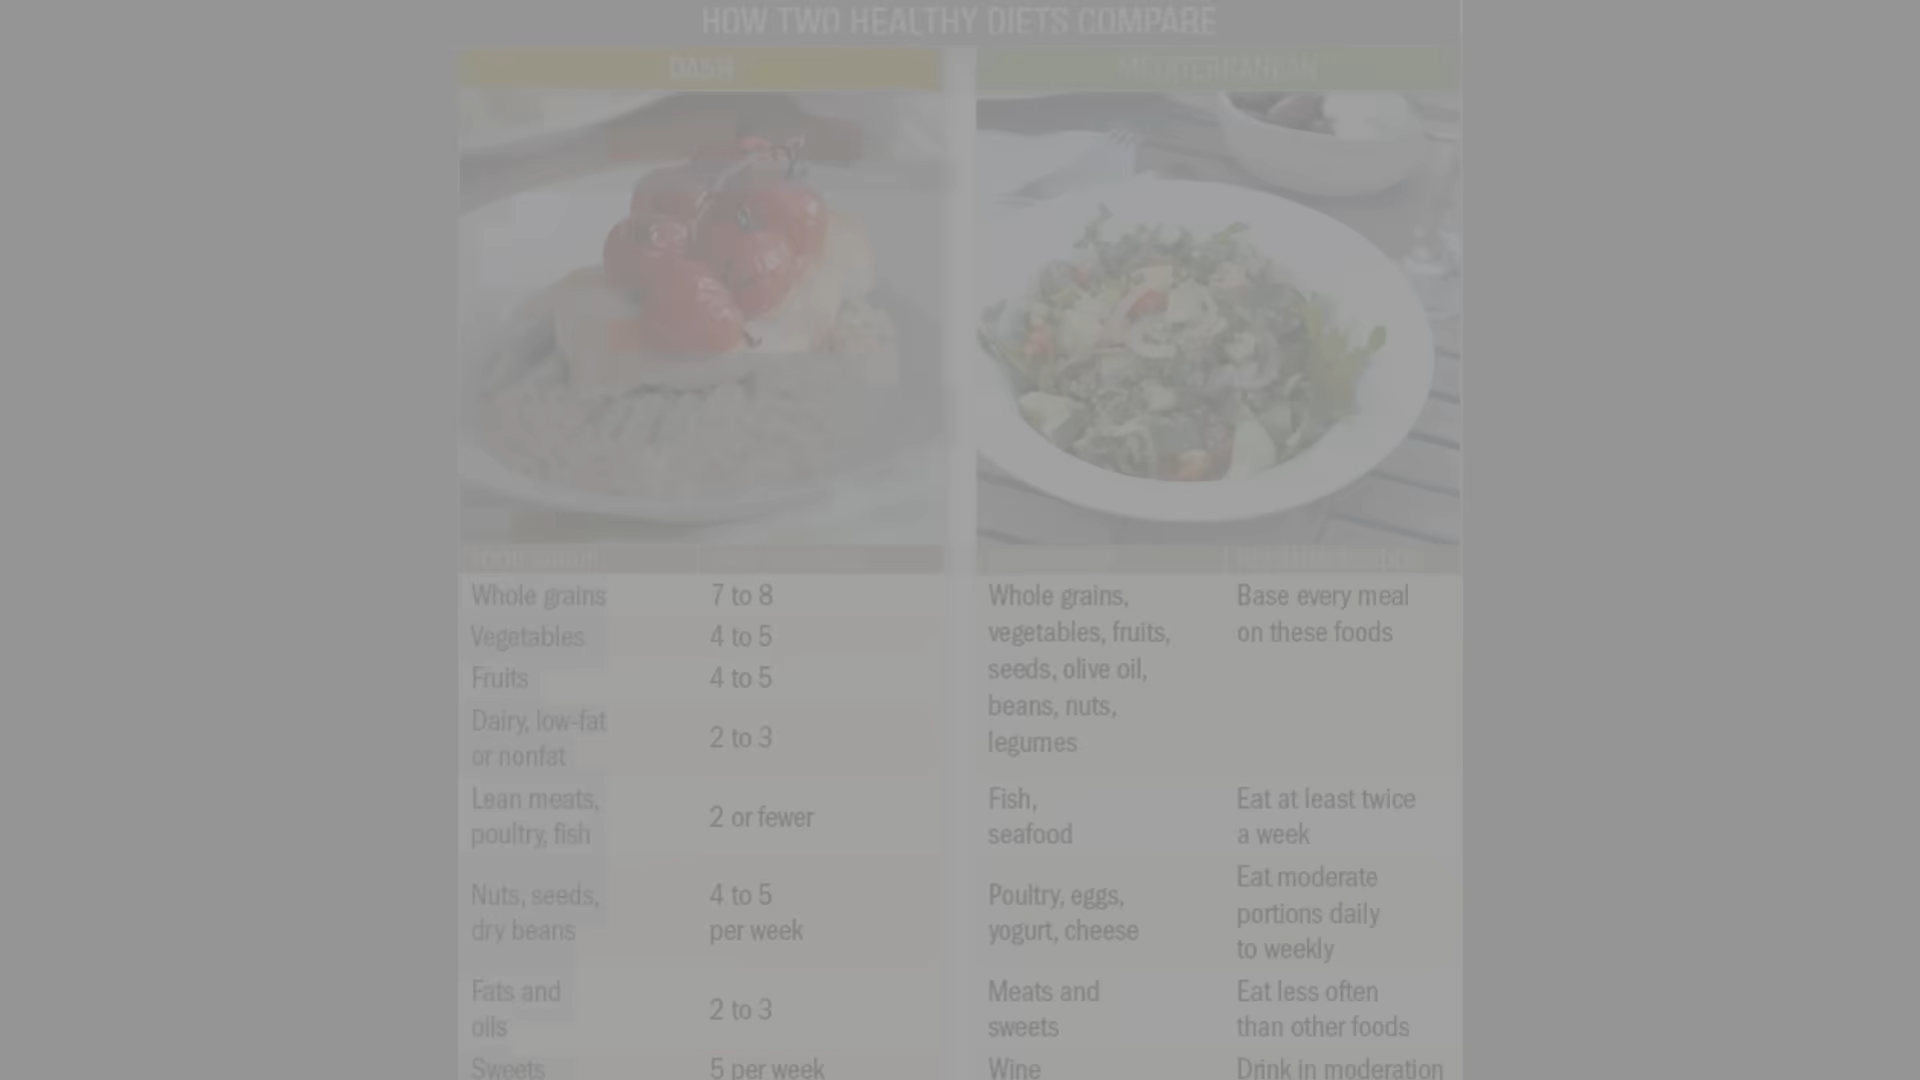 HOW TWO HEALTHY DIETS COMPARE
DASH
MEDITERRANEAN
Whole grains
7 to 8
Vegetables
4 to 5
Fruits
4 to 5
Dairy, low-fat
or nonfat
2 to 3
Lean meats,
poultry, fish
2 or fewer
Nuts, seeds,
dry beans
4 to 5
per week
Fats and
oils
2 to 3
Sweets
5 per week
Whole grains,
vegetables, fruits,
seeds, olive oil,
beans, nuts,
legumes
Base every meal
on these foods
Fish,
seafood
Eat at least twice
a week
Poultry, eggs,
yogurt, cheese
Eat moderate
portions daily
to weekly
Meats and
sweets
Eat less often
than other foods
Wine
Drink in moderation